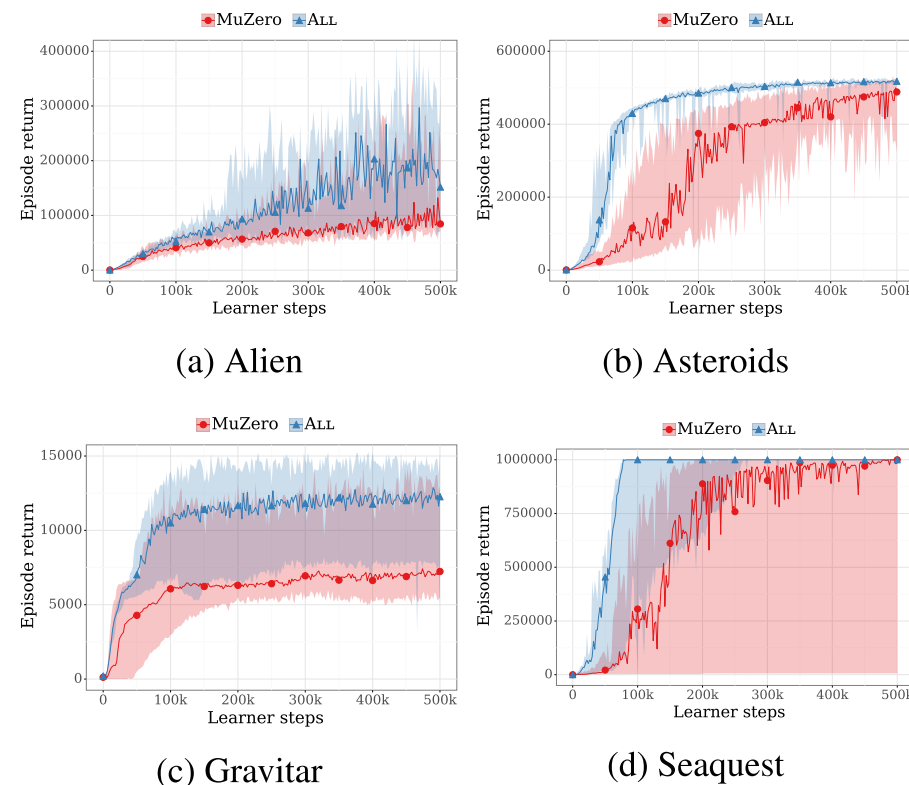 MuZero ALL
MuZero ALL
Episode return
400000
300000
200000
100000
0
0 100k 200k 300k 400k 500k
Learner steps
Episode return
600000
400000
200000
0
0 100k 200k 300k 400k 500k
Learner steps
(a) Alien
(b) Asteroids
MuZero ALL
MuZero ALL
Episode return
15000
10000
5000
0
0 100k 200k 300k 400k 500k
Learner steps
Episode return
1000000
750000
500000
250000
0
0 100k 200k 300k 400k 500k
Learner steps
(c) Gravitar
(d) Seaquest